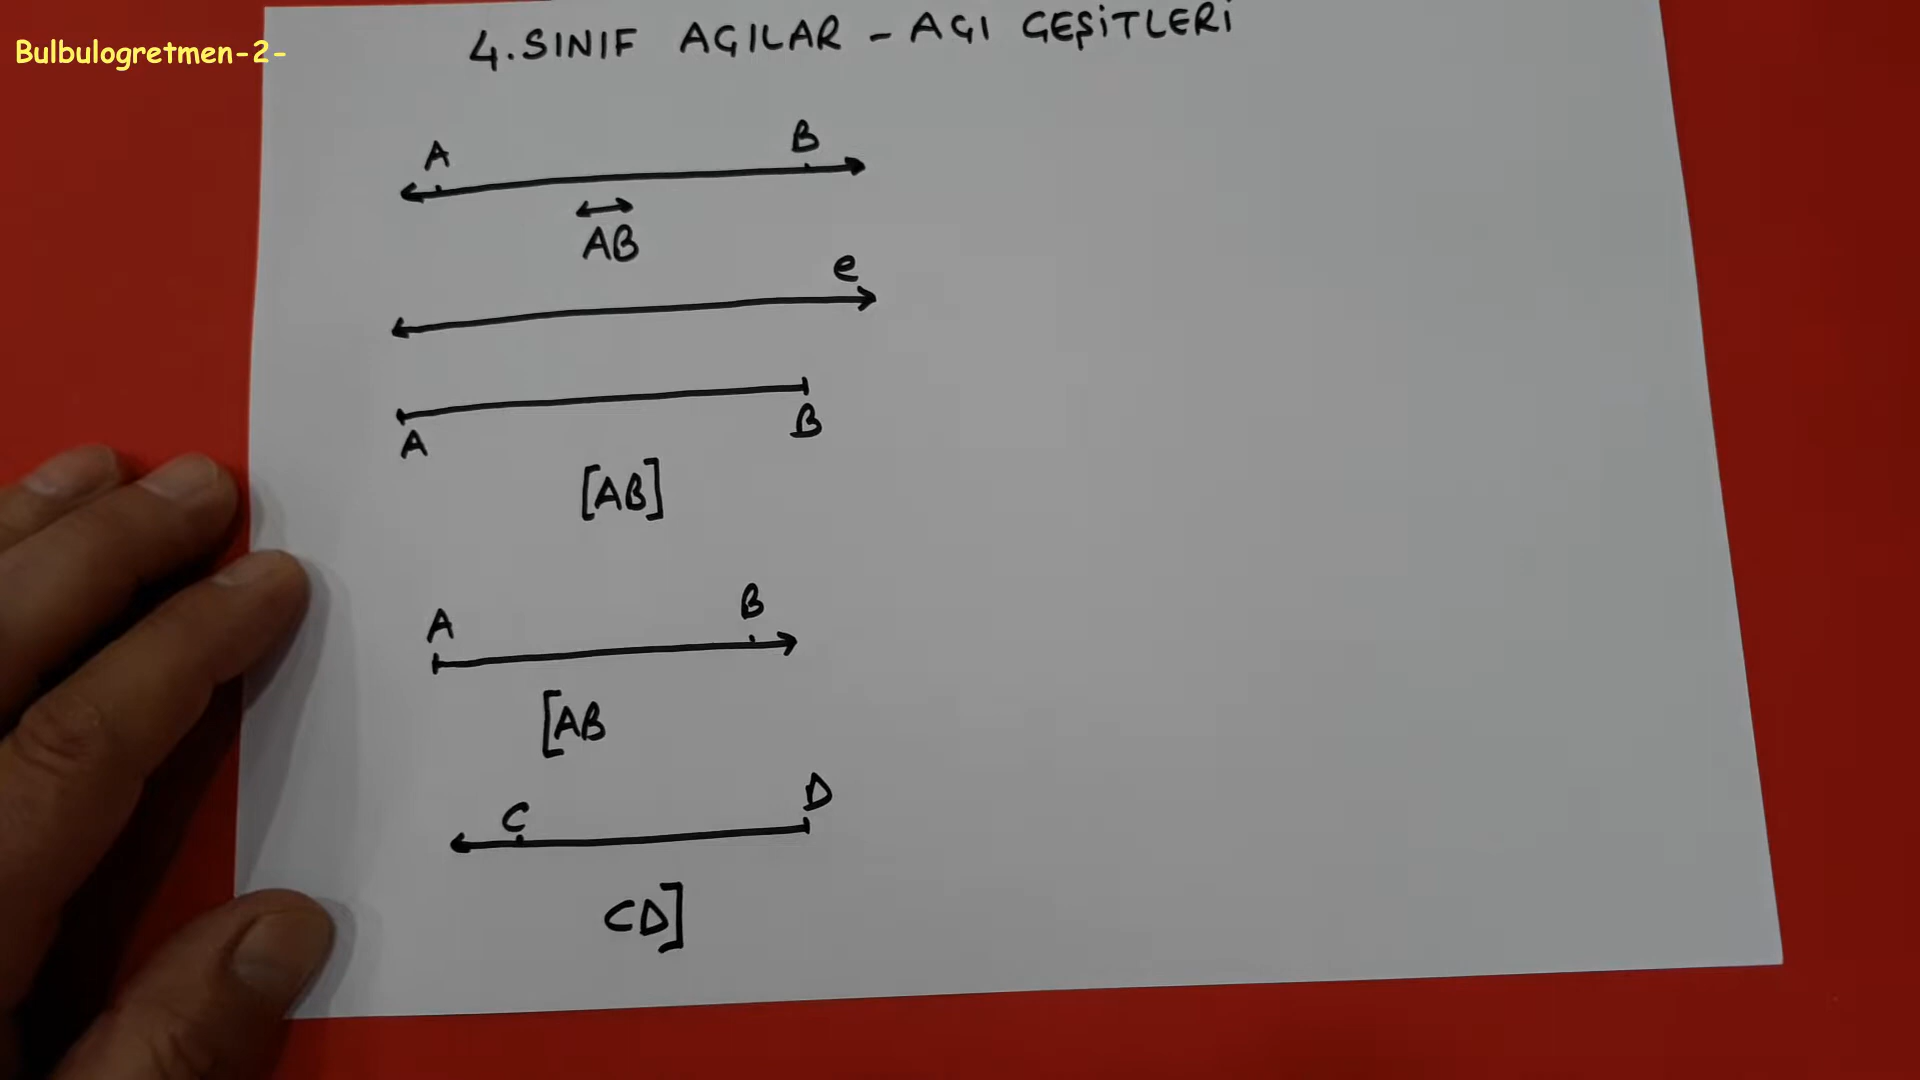 Bulbulogretmen-2-
4.SINIF AÇILAR - AÇI ÇEŞİTLERİ
A B
AB
e
A B
[AB]
A B
[AB
C D
CD]